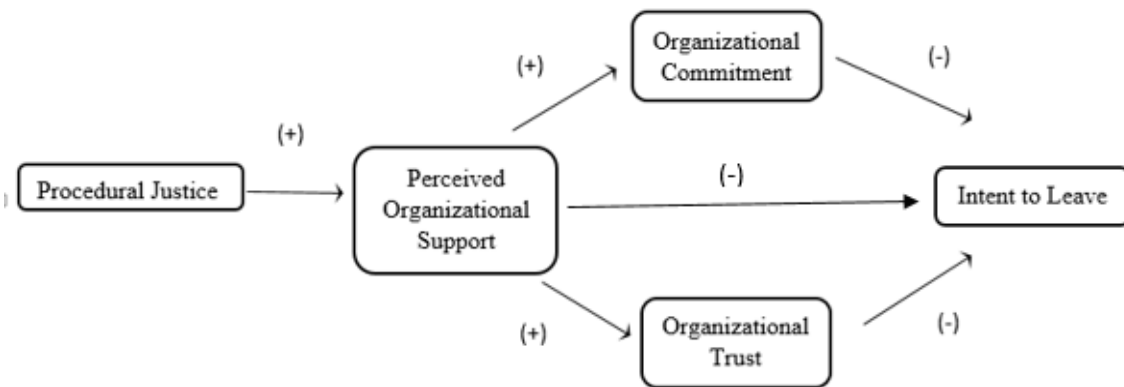 Organizational
Commitment
(+)
(-)
(+)
Procedural Justice
Perceived
Organizational
Support
(-)
Intent to Leave
(+)
Organizational
Trust
(-)